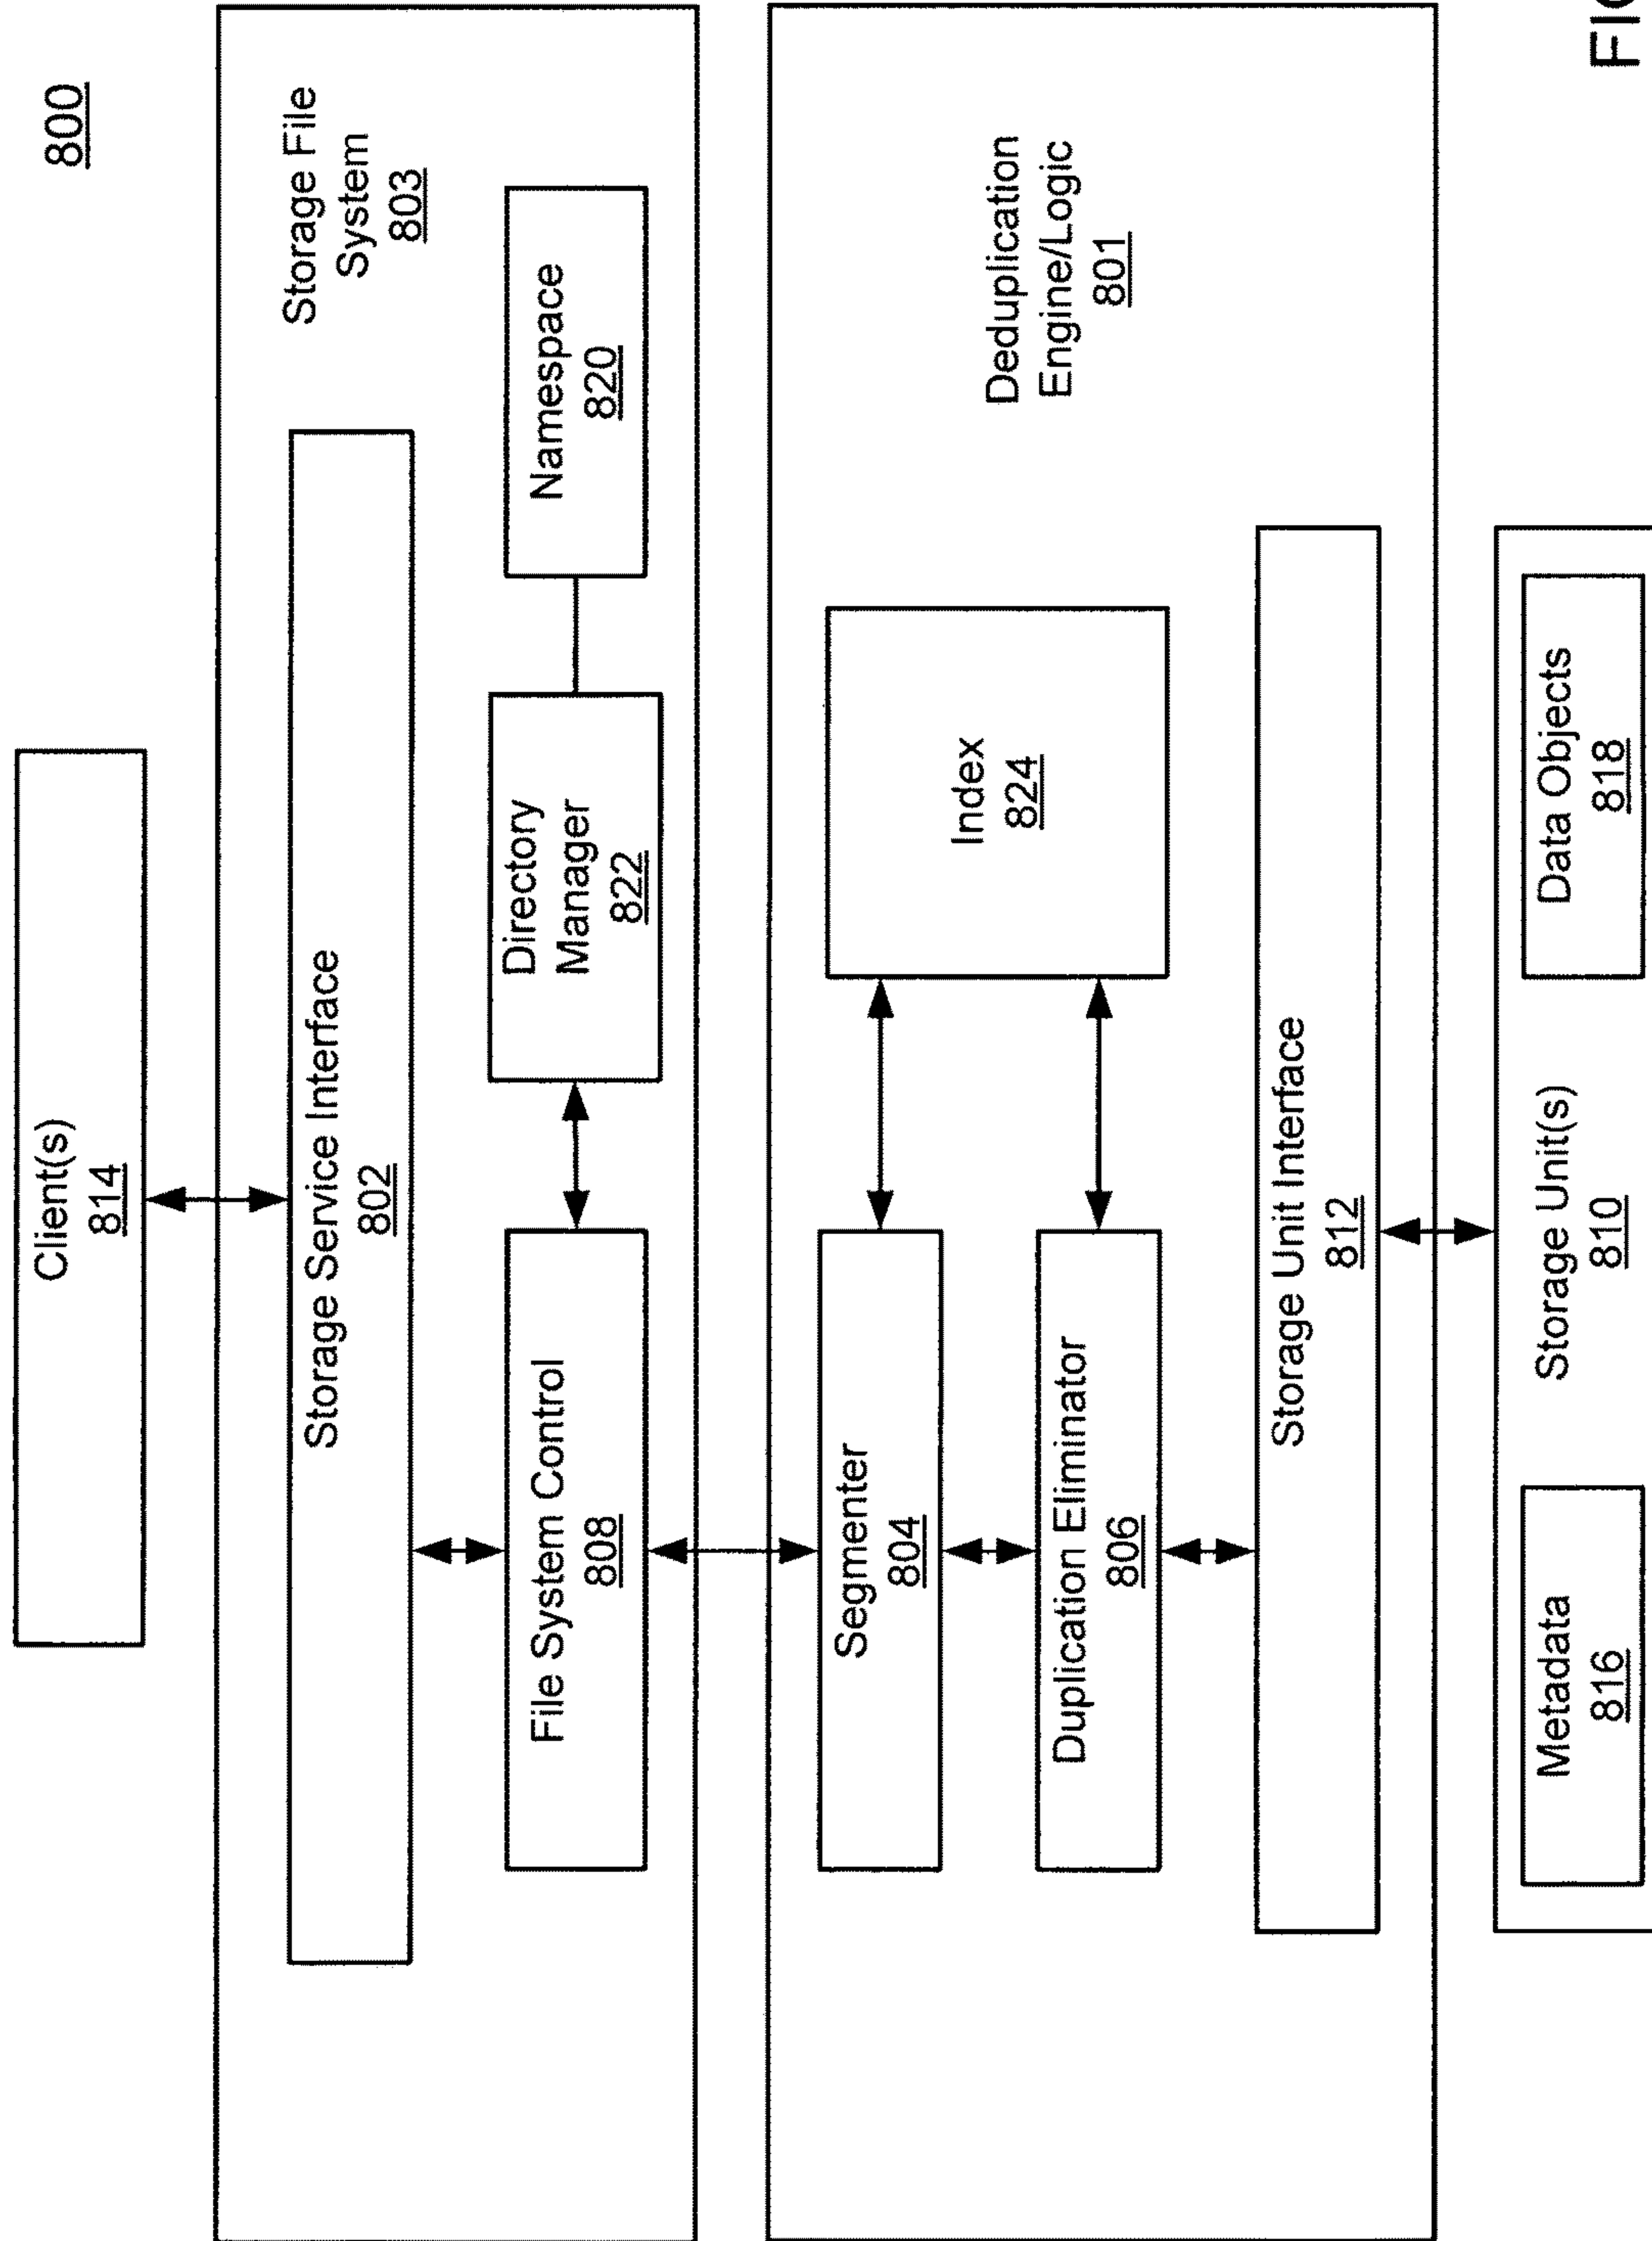 800
Client(s)
814
Storage File
System
803
Storage Service Interface
802
File System Control
808
Directory
Manager
822
Namespace
820
Deduplication
Engine/Logic
801
Segmenter
804
Index
824
Duplication Eliminator
806
Storage Unit Interface
812
Metadata
816
Storage Unit(s)
810
Data Objects
818